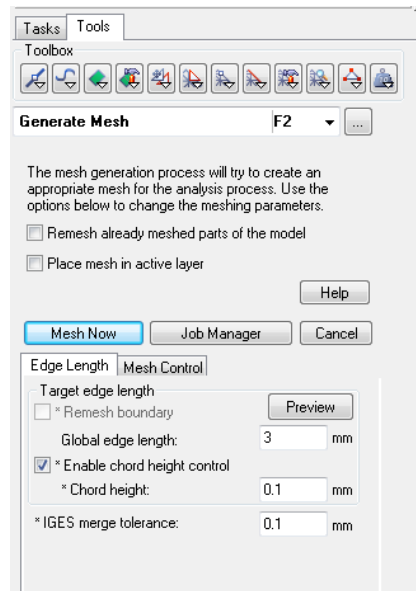 Tasks Tools
Toolbox
Generate Mesh F2 ...
The mesh generation process will try to create an
appropriate mesh for the analysis process. Use the
options below to change the meshing parameters.
Remesh already meshed parts of the model
Place mesh in active layer
Help
Mesh Now Job Manager Cancel
Edge Length Mesh Control
Target edge length
* Remesh boundary Preview
Global edge length: 3 mm
* Enable chord height control
* Chord height: 0.1 mm
* IGES merge tolerance: 0.1 mm